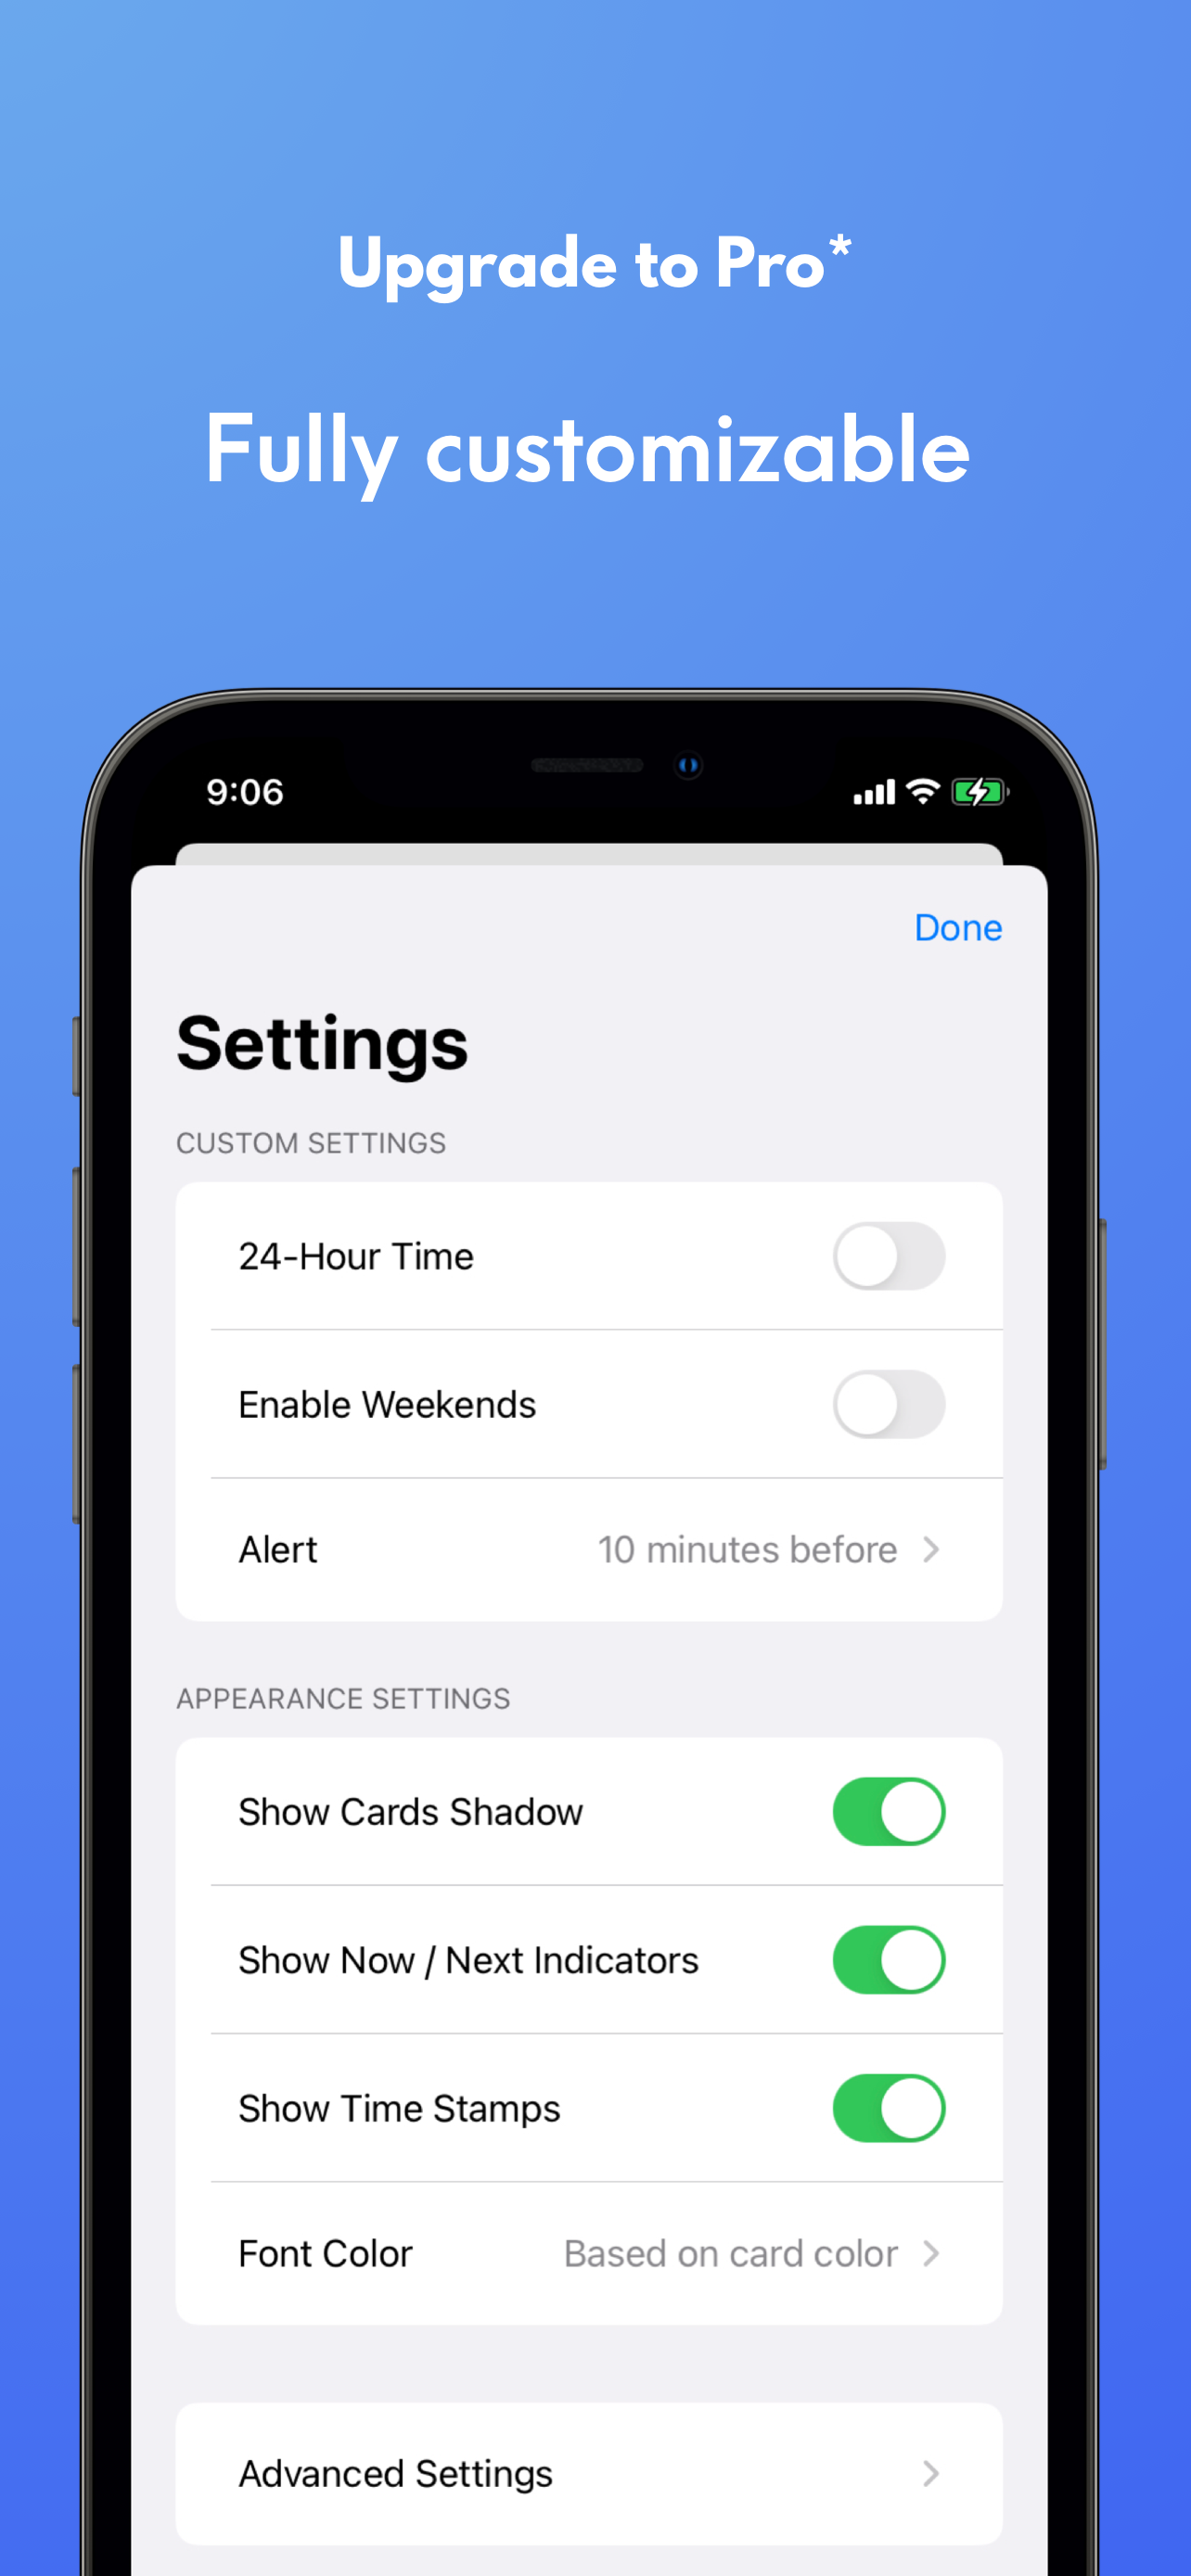 Upgrade to Pro*
Fully customizable
9:06
Done
Settings
CUSTOM SETTINGS
24-Hour Time
Enable Weekends
Alert 10 minutes before
APPEARANCE SETTINGS
Show Cards Shadow
Show Now / Next Indicators
Show Time Stamps
Font Color Based on card color
Advanced Settings